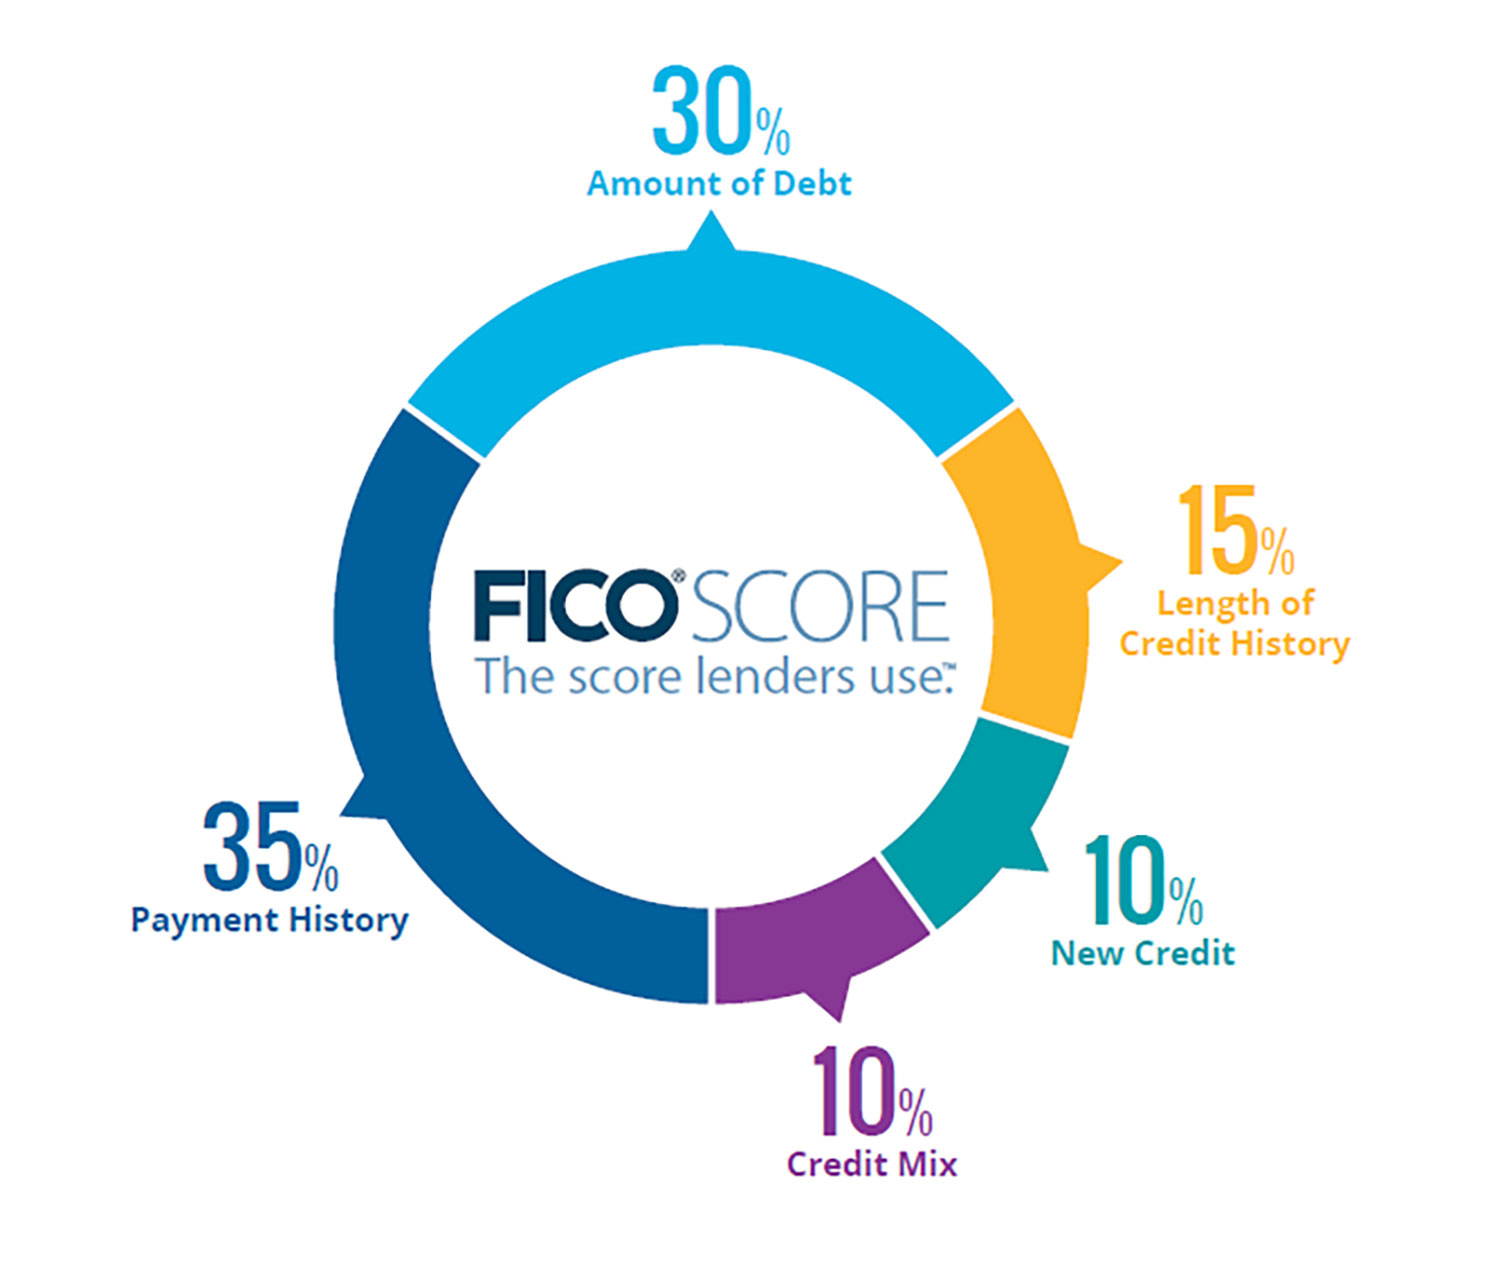 30%
Amount of Debt
15%
Length of
Credit History
FICO® SCORE
The score lenders use.™
35%
Payment History
10%
New Credit
10%
Credit Mix